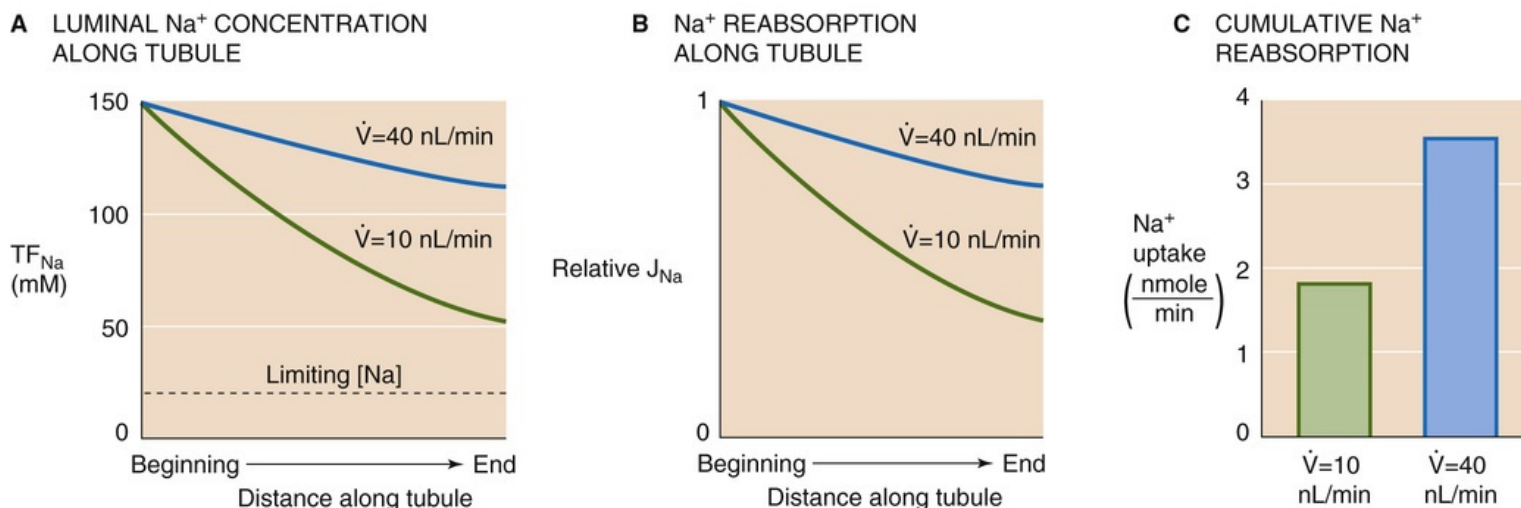 A LUMINAL Na⁺ CONCENTRATION
ALONG TUBULE
150
100
50
0
TF_Na
(mM)
V̇=40 nL/min
V̇=10 nL/min
Limiting [Na]
Beginning → End
Distance along tubule
B Na⁺ REABSORPTION
ALONG TUBULE
1
0
Relative J_Na
V̇=40 nL/min
V̇=10 nL/min
Beginning → End
Distance along tubule
C CUMULATIVE Na⁺
REABSORPTION
4
3
2
1
0
Na⁺
uptake
(nmole
min)
V̇=10
nL/min
V̇=40
nL/min